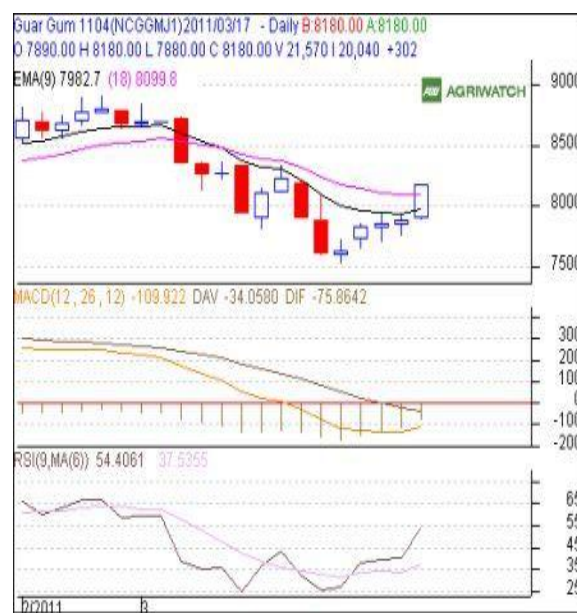 Guar Gum 1104(NCGGMJ1)2011/03/17 - Daily B:8180.00 A:8180.00
O 7890.00 H 8180.00 L 7880.00 C 8180.00 V 21,570 I 20,040 +302
EMA(9) 7982.7 (18) 8099.8
AGRIWATCH
9000
8500
8000
7500
MACD(12, 26, 12) -109.922 DAV -34.0580 DIF -75.8642
300
200
100
0
-100
-200
RSI(9,MA(6)) 54.4061 37.5355
65
55
45
35
25
2/2011 3